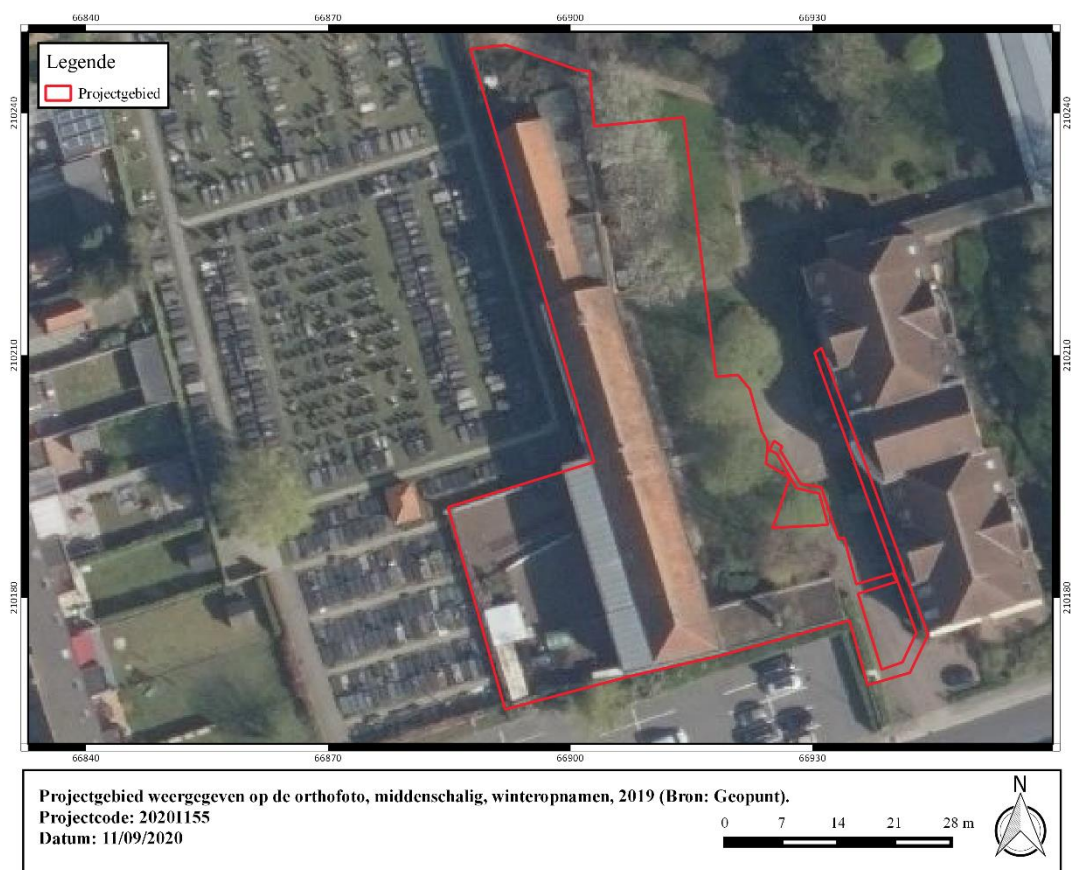 66840 66870 66900 66930
Legende
Projectgebied
210240 210240
210210 210210
210180 210180
66840 66870 66900 66930
Projectgebied weergegeven op de orthofoto, middenschalig, winteropnamen, 2019 (Bron: Geopunt).
Projectcode: 20201155
Datum: 11/09/2020
0 7 14 21 28 m
N